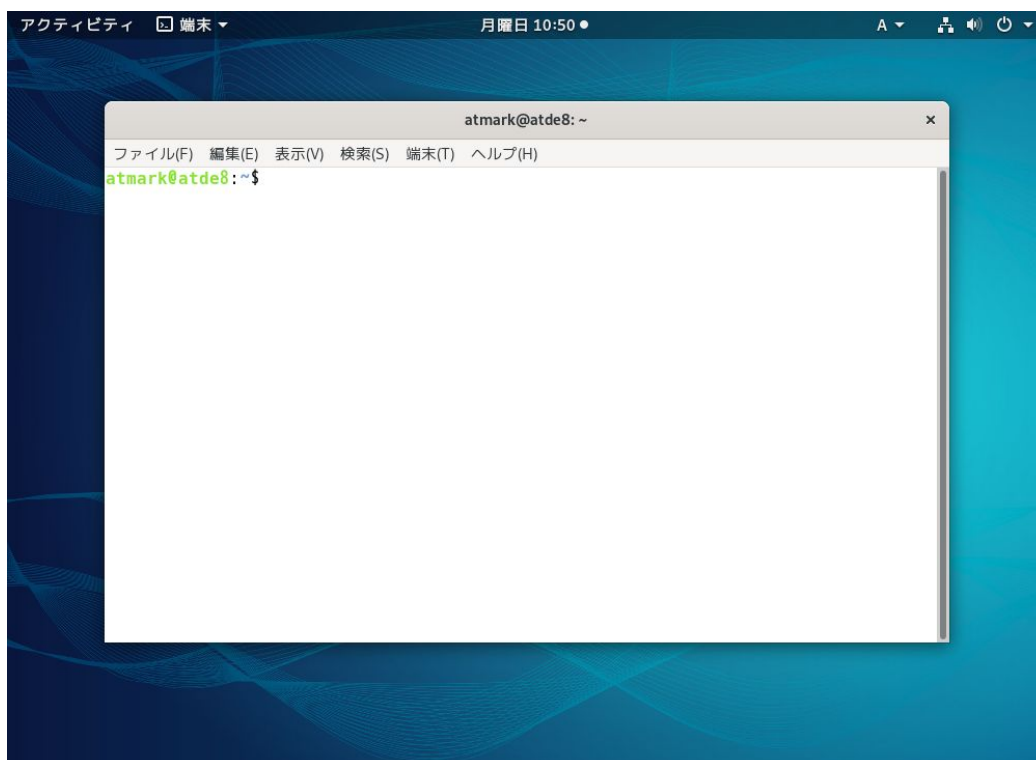 アクティビティ 端末 月曜日 10:50 A
atmark@atde8: ~
ファイル(F) 編集(E) 表示(V) 検索(S) 端末(T) ヘルプ(H)
atmark@atde8:~$